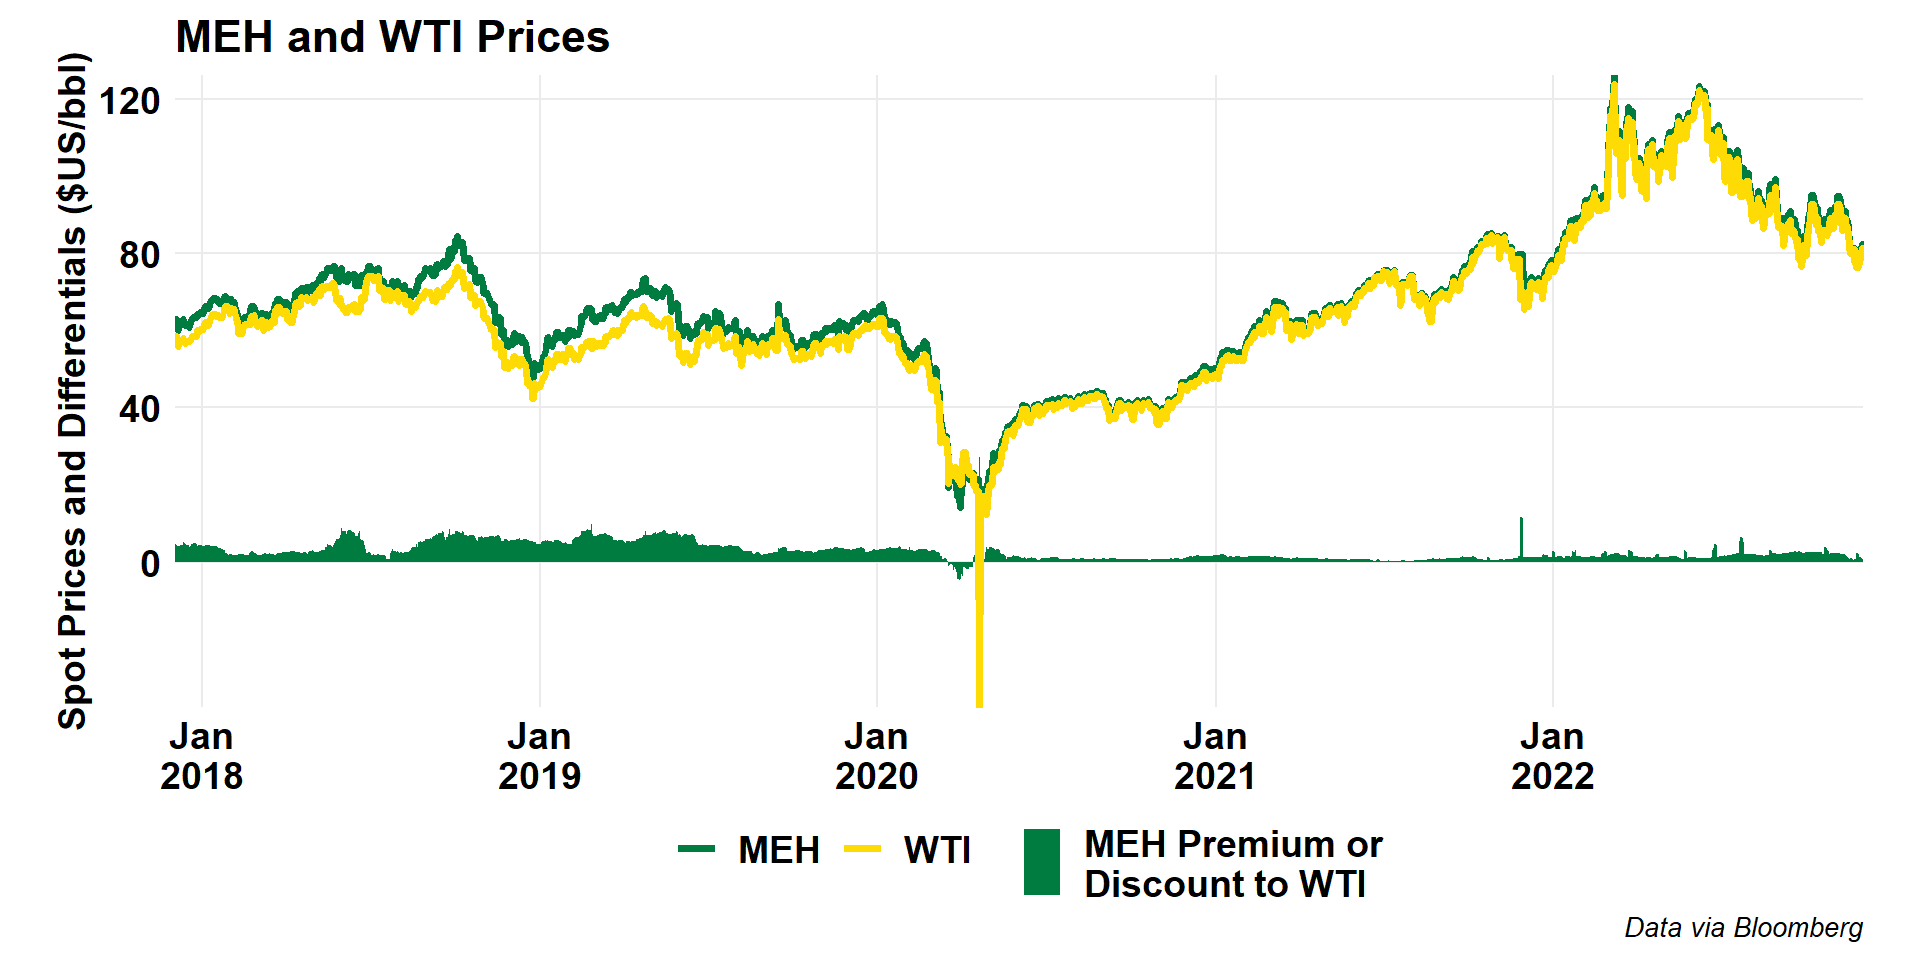 MEH and WTI Prices
Spot Prices and Differentials ($US/bbl)
120
80
40
0
Jan
2018
Jan
2019
Jan
2020
Jan
2021
Jan
2022
MEH
WTI
MEH Premium or
Discount to WTI
Data via Bloomberg